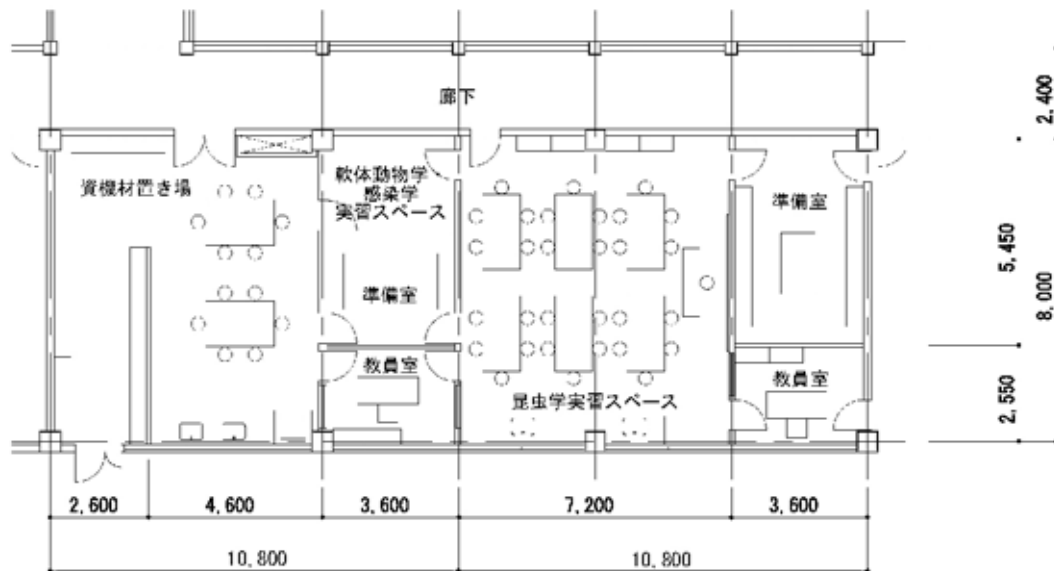 廊下
2,400
資機材置き場
軟体動物学
感染学
実習スペース
準備室
準備室
5,450
8,000
教員室
教員室
昆虫学実習スペース
2,550
2,600
4,600
3,600
7,200
3,600
10,800
10,800